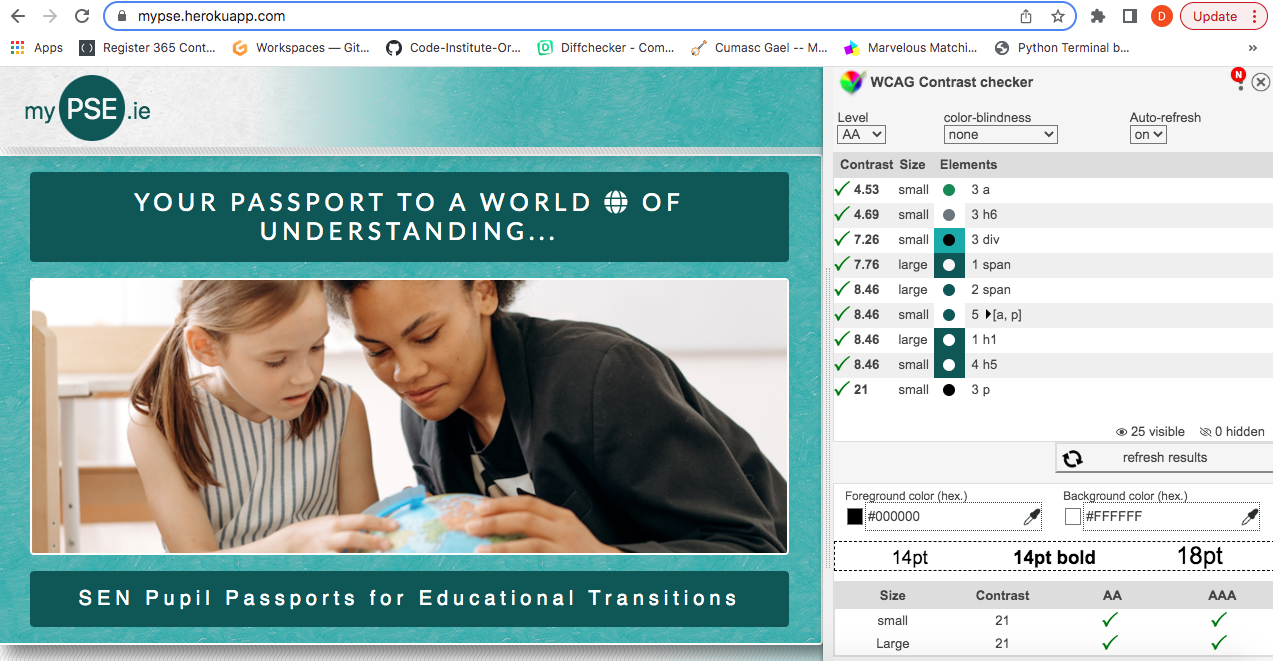 mypse.herokuapp.com
D
Update
Apps
Register 365 Cont...
Workspaces — Git...
Code-Institute-Or...
Diffchecker - Com...
Cumasc Gael -- M...
Marvelous Matchi...
Python Terminal b...
»
my PSE .ie
YOUR PASSPORT TO A WORLD OF
UNDERSTANDING...
SEN Pupil Passports for Educational Transitions
WCAG Contrast checker
N
Level color-blindness Auto-refresh
AA none on
Contrast Size Elements
4.53 small 3 a
4.69 small 3 h6
7.26 small 3 div
7.76 large 1 span
8.46 large 2 span
8.46 small 5 [a, p]
8.46 large 1 h1
8.46 small 4 h5
21 small 3 p
25 visible 0 hidden
refresh results
Foreground color (hex.) Background color (hex.)
#000000 #FFFFFF
14pt 14pt bold 18pt
Size Contrast AA AAA
small 21
Large 21